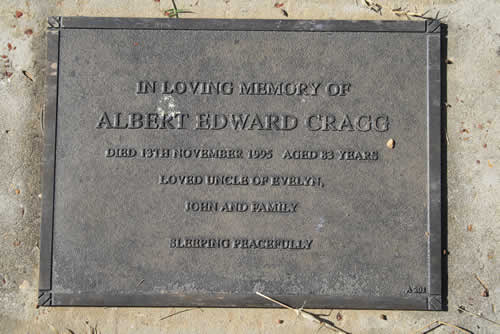 IN LOVING MEMORY OF
ALBERT EDWARD CRAGG
DIED 13TH NOVEMBER 1995 AGED 83 YEARS
LOVED UNCLE OF EVELYN,
JOHN AND FAMILY
SLEEPING PEACEFULLY